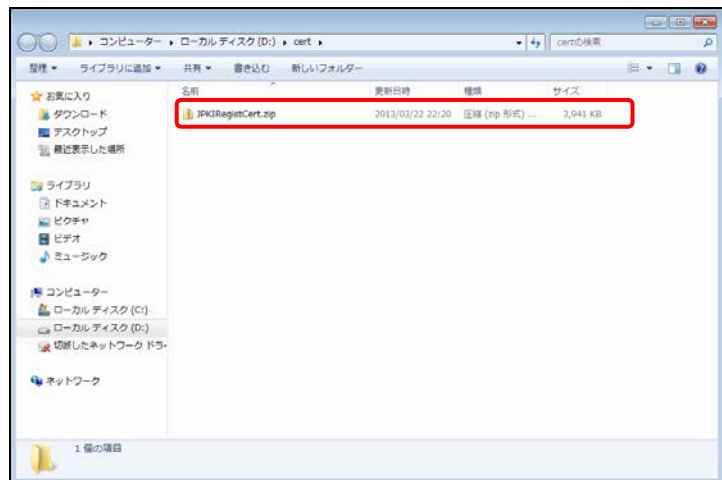 コンピューター ▸ ローカル ディスク (D:) ▸ cert ▸
certの検索
整理 ▼ ライブラリに追加 ▼ 共有 ▼ 書き込む 新しいフォルダー
名前 更新日時 種類 サイズ
JPKIRegistCert.zip 2013/03/22 22:20 圧縮 (zip 形式) ... 3,941 KB
お気に入り
ダウンロード
デスクトップ
最近表示した場所
ライブラリ
ドキュメント
ピクチャ
ビデオ
ミュージック
コンピューター
ローカル ディスク (C:)
ローカル ディスク (D:)
切断したネットワーク ドラ
ネットワーク
1 個の項目